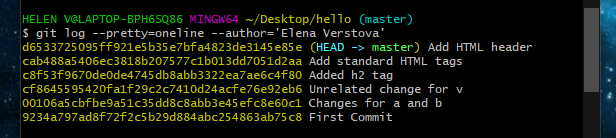 HELEN V@LAPTOP-BPH6SQ86 MINGW64 ~/Desktop/hello (master)
$ git log --pretty=oneline --author='Elena Verstova'
d6533725095ff921e5b35e7bfa4823de3145e85e (HEAD -> master) Add HTML header
cab488a5406ec3818b207577c1b013dd7051d2aa Add standard HTML tags
c8f53f9670de0de4745db8abb3322ea7ae6c4f80 Added h2 tag
cf8645595420fa1f29c2c7410d24acfe76e92eb6 Unrelated change for v
00106a5cbfbe9a51c35dd8c8abb3e45efc8e60c1 Changes for a and b
9234a797ad8f72f2c5b29d884abc254863ab75c8 First Commit